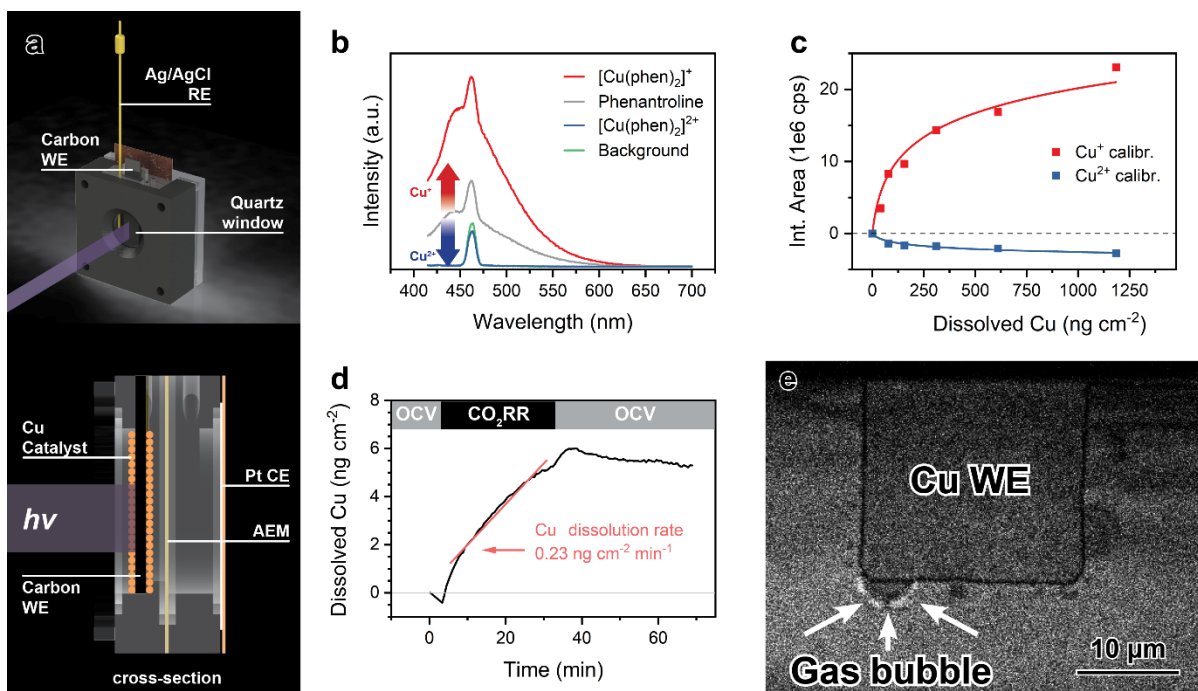 a
Ag/AgCl
RE
Carbon
WE
Quartz
window
Cu
Catalyst
Pt CE
hv
AEM
Carbon
WE
cross-section
b
[Cu(phen)₂]⁺
Phenantroline
[Cu(phen)₂]²⁺
Background
Cu⁺
Cu²⁺
Intensity (a.u.)
400 450 500 550 600 650 700
Wavelength (nm)
c
20
10
0
Int. Area (1e6 cps)
Cu⁺ calibr.
Cu²⁺ calibr.
0 250 500 750 1000 1250
Dissolved Cu (ng cm⁻²)
d
OCV CO₂RR OCV
8
6
4
2
0
Dissolved Cu (ng cm⁻²)
Cu dissolution rate
0.23 ng cm⁻² min⁻¹
0 20 40 60
Time (min)
e
Cu WE
Gas bubble
10 µm